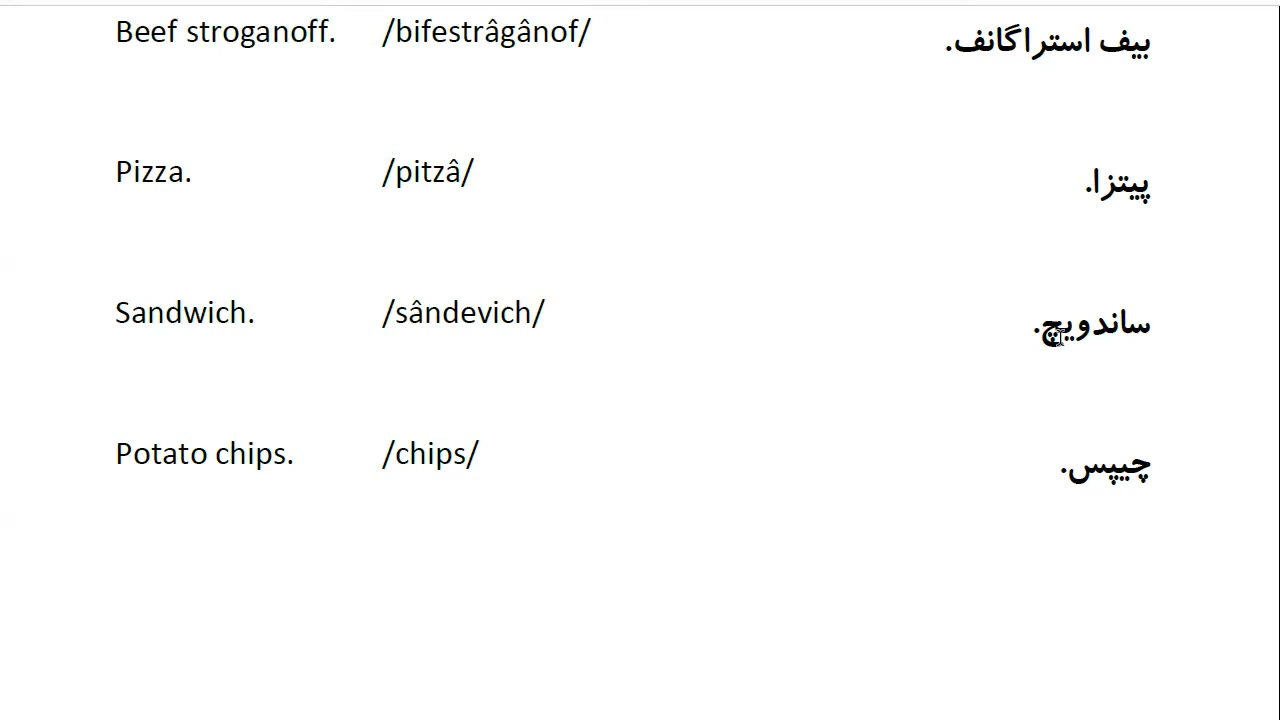 Beef stroganoff. /bifestrâgânof/ بیف استراگانف.
Pizza. /pitzâ/ پیتزا.
Sandwich. /sândevich/ ساندویچ.
Potato chips. /chips/ چیپس.